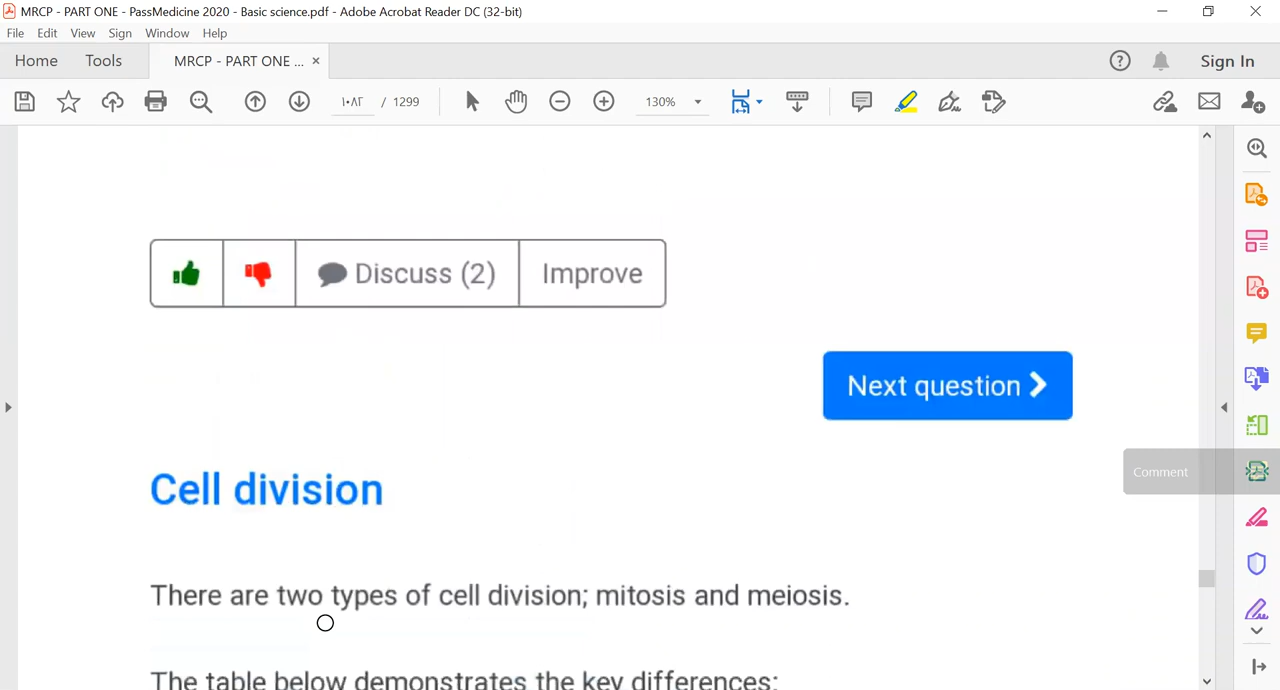 MRCP - PART ONE - PassMedicine 2020 - Basic science.pdf - Adobe Acrobat Reader DC (32-bit)
File Edit View Sign Window Help
Home Tools MRCP - PART ONE ... × Sign In
١٠٨٢ / 1299 130%
Discuss (2) Improve
Next question
Comment
Cell division
There are two types of cell division; mitosis and meiosis.
The table below demonstrates the key differences: